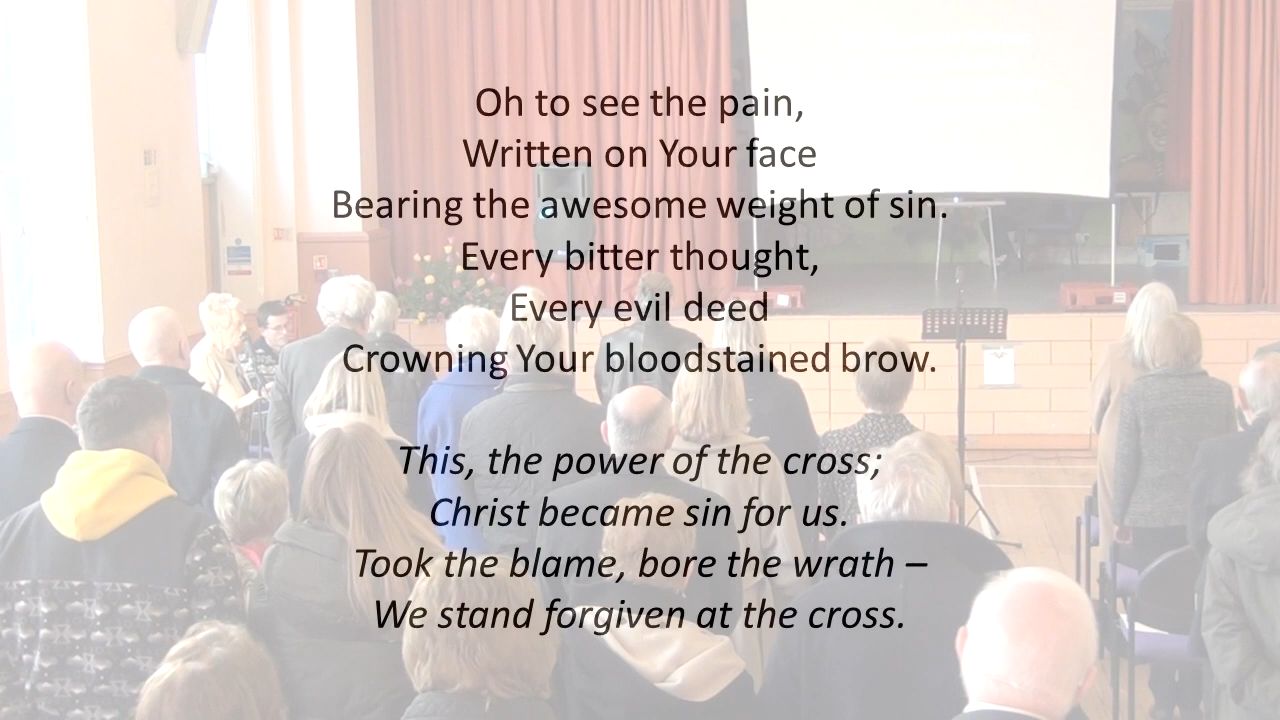 Oh to see the pain,
Written on Your face
Bearing the awesome weight of sin.
Every bitter thought,
Every evil deed
Crowning Your bloodstained brow.
This, the power of the cross;
Christ became sin for us.
Took the blame, bore the wrath –
We stand forgiven at the cross.